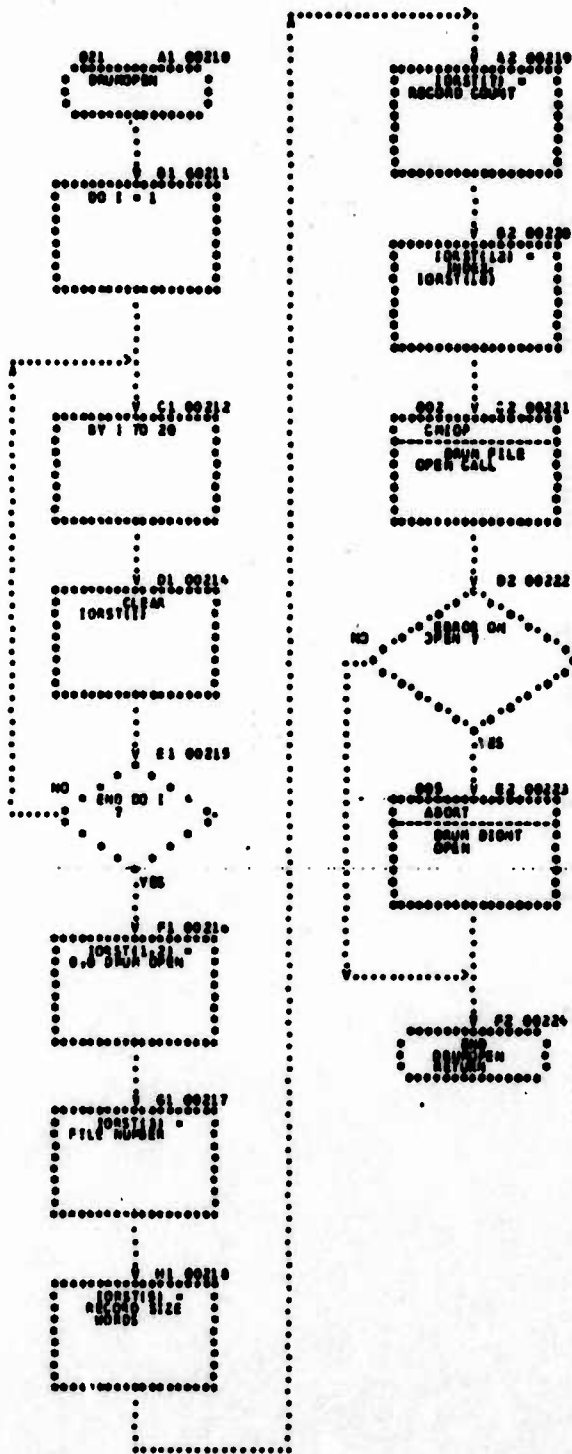 021 A1 00210
DRUMOPEN
B1 00211
DO I = 1
C1 00212
BY 1 TO 20
D1 00214
CLEAR
IORST(I)
E1 00215
NO
END DO I
?
YES
F1 00216
IORST(1,2) =
0,0 DRUM OPEN
G1 00217
IORST(3) =
FILE NUMBER
H1 00218
IORST(5) =
RECORD SIZE
WORDS
A2 00219
IORST(7) =
RECORD COUNT
B2 00220
IORST(12) =
INDEX,
002 C2 00221
CMIOP
DRUM FILE
OPEN CALL
D2 00222
NO
ERROR ON
OPEN ?
YES
005 E2 00223
ABORT
DRUM DIDNT
OPEN
F2 00224
END
DRUMOPEN
RETURN